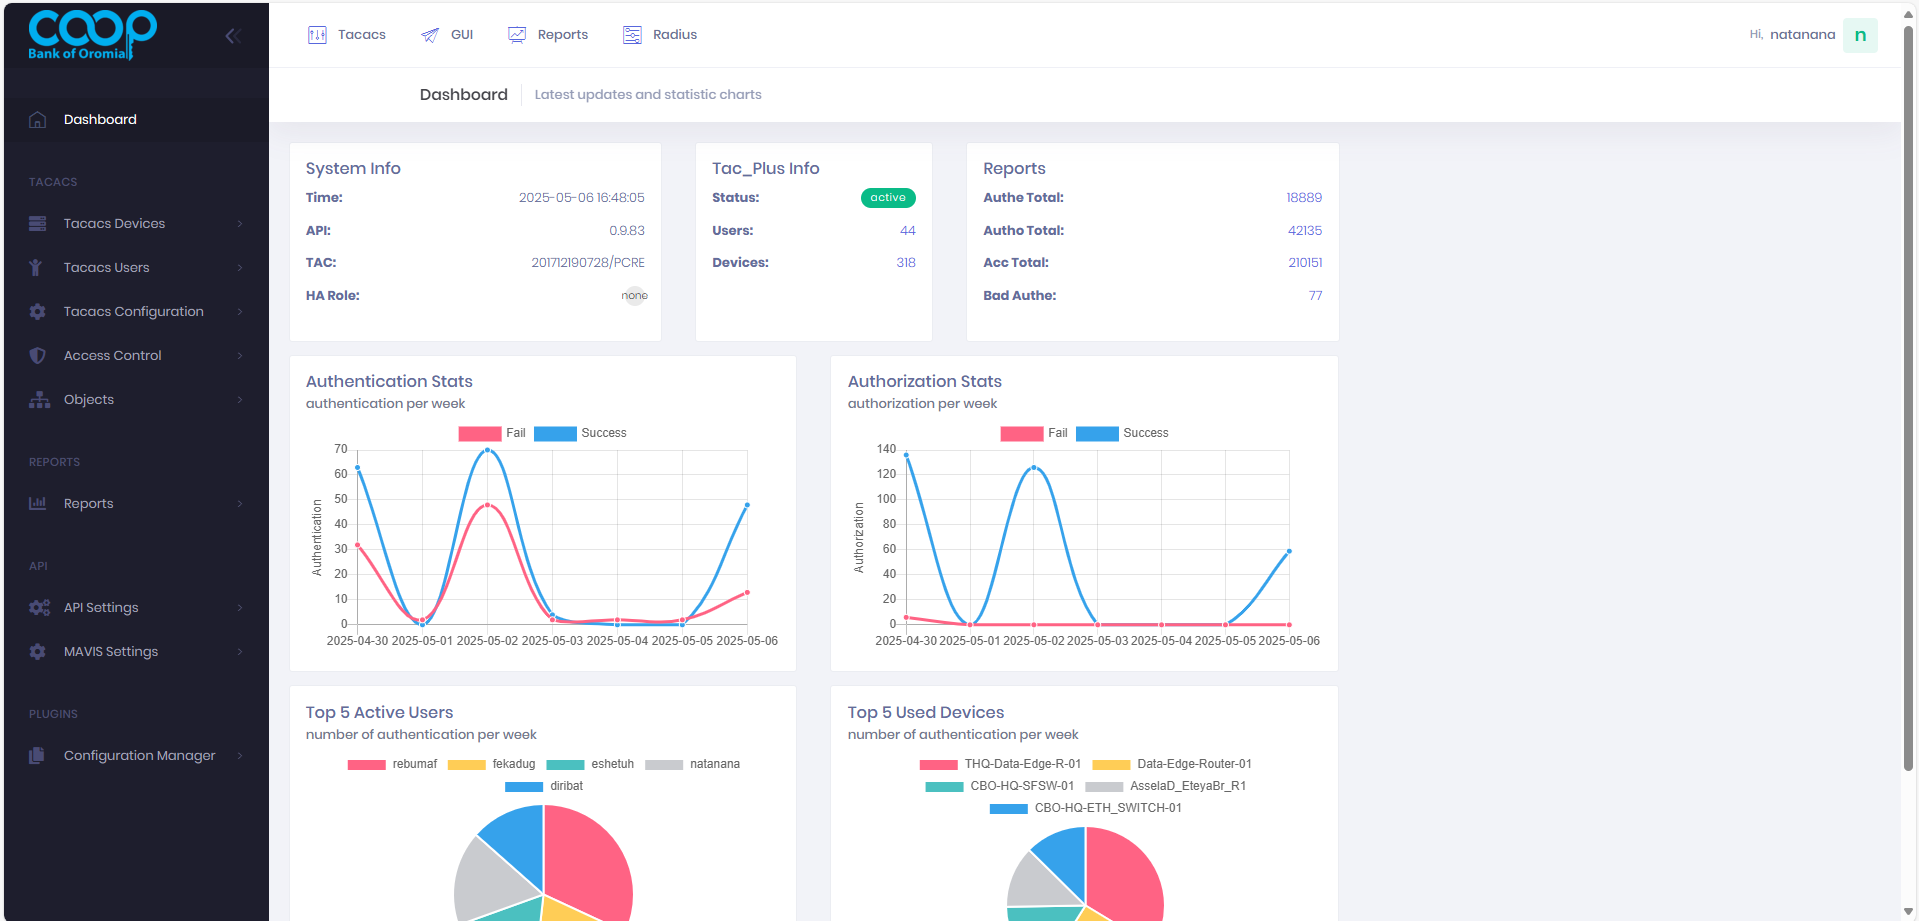 COOP
Bank of Oromia
Tacacs
GUI
Reports
Radius
Hi, natanana
n
Dashboard
Latest updates and statistic charts
Dashboard
TACACS
Tacacs Devices
Tacacs Users
Tacacs Configuration
Access Control
Objects
REPORTS
Reports
API
API Settings
MAVIS Settings
PLUGINS
Configuration Manager
System Info
Time: 2025-05-06 16:48:05
API: 0.9.83
TAC: 201712190728/PCRE
HA Role: none
Tac_Plus Info
Status: active
Users: 44
Devices: 318
Reports
Authe Total: 18889
Autho Total: 42135
Acc Total: 210151
Bad Authe: 77
Authentication Stats
authentication per week
Fail Success
70
60
50
40
30
20
10
0
Authentication
2025-04-30 2025-05-01 2025-05-02 2025-05-03 2025-05-04 2025-05-05 2025-05-06
Authorization Stats
authorization per week
Fail Success
140
120
100
80
60
40
20
0
Authorization
2025-04-30 2025-05-01 2025-05-02 2025-05-03 2025-05-04 2025-05-05 2025-05-06
Top 5 Active Users
number of authentication per week
rebumaf fekadug eshetuh natanana
diribat
Top 5 Used Devices
number of authentication per week
THQ-Data-Edge-R-01 Data-Edge-Router-01
CBO-HQ-SFSW-01 AsselaD_EteyaBr_R1
CBO-HQ-ETH_SWITCH-01